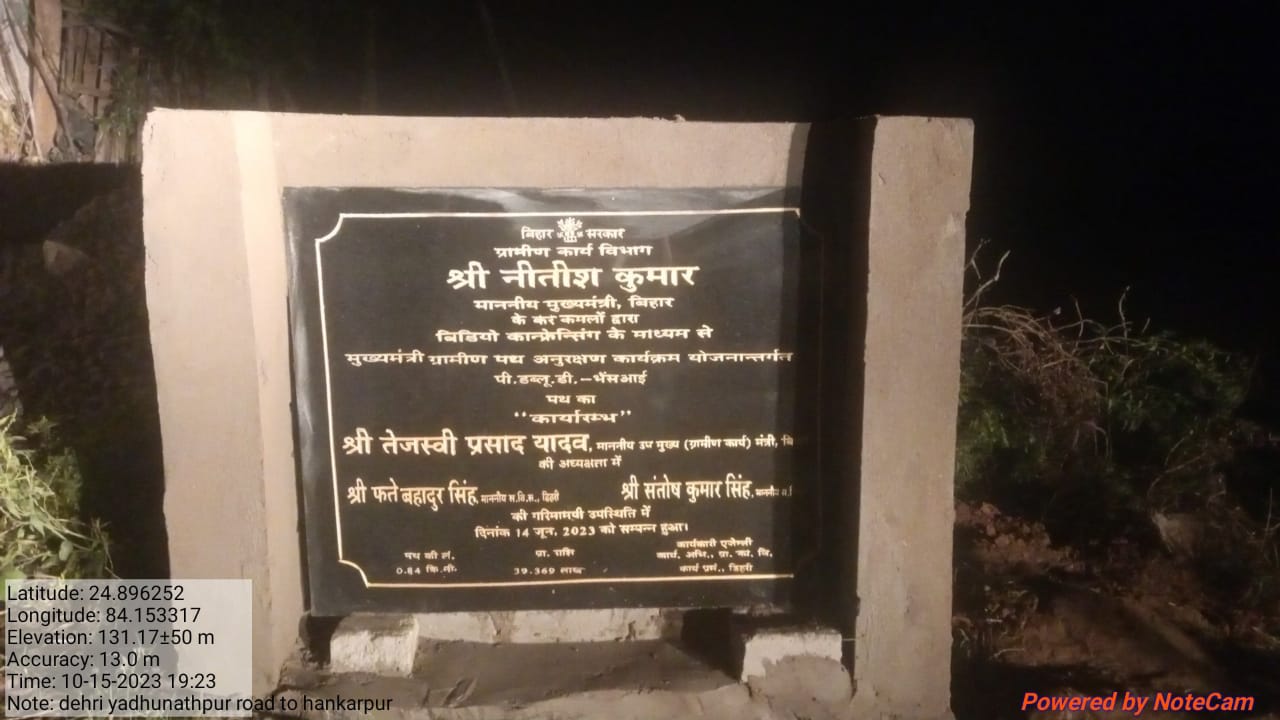 बिहार सरकार
ग्रामीण कार्य विभाग
श्री नीतीश कुमार
माननीय मुख्यमंत्री, बिहार
के कर कमलों द्वारा
बिडियो कान्फ्रेन्सिंग के माध्यम से
मुख्यमंत्री ग्रामीण पथ अनुरक्षण कार्यक्रम योजनान्तर्गत
पी.डब्लू.डी.–भैंसआई
पथ का
“कार्यारम्भ”
श्री तेजस्वी प्रसाद यादव, माननीय उप मुख्य (ग्रामीण कार्य) मंत्री,
की अध्यक्षता में
श्री फते बहादुर सिंह, माननीय स.वि.स., डिहरी श्री संतोष कुमार सिंह, माननीय
की गरिमामयी उपस्थिति में
दिनांक 14 जून, 2023 को सम्पन्न हुआ।
पथ की लं. प्रा. राशि कार्यकारी एजेन्सी
0.84 कि.मी. 39.369 लाख कार्य. अभि., ग्रा. का. वि.
कार्य प्रमं., डिहरी
Latitude: 24.896252
Longitude: 84.153317
Elevation: 131.17±50 m
Accuracy: 13.0 m
Time: 10-15-2023 19:23
Note: dehri yadhunathpur road to hankarpur
Powered by NoteCam